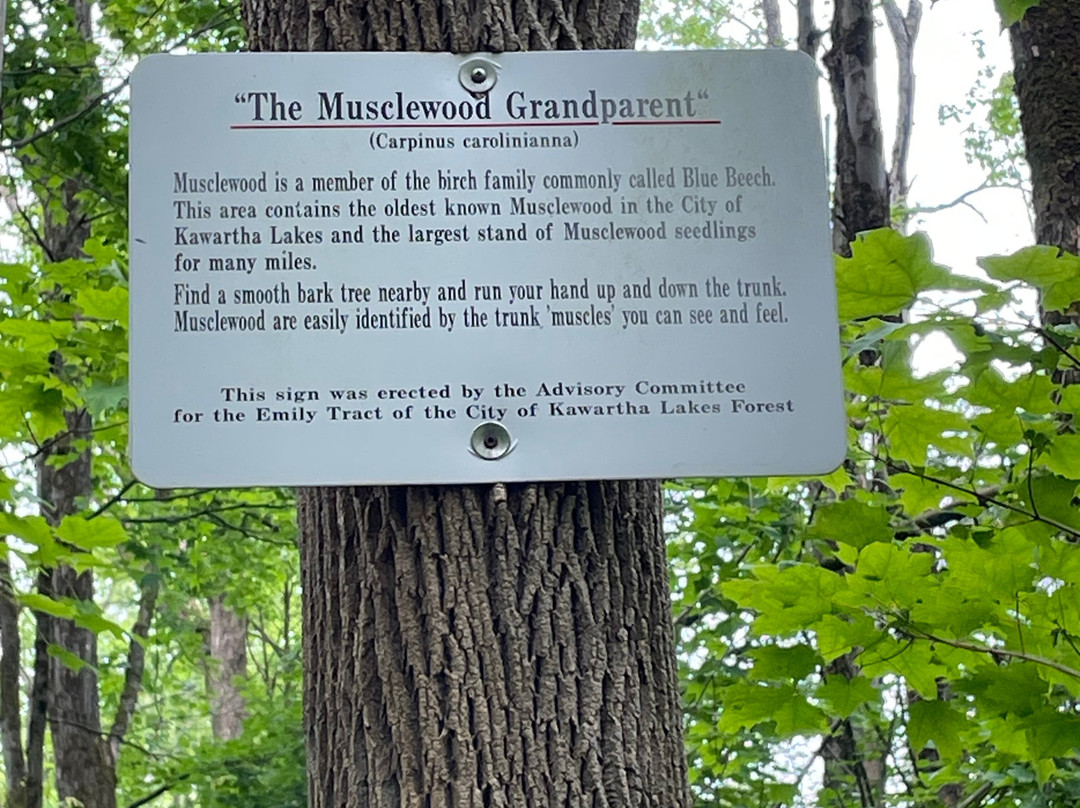 “The Musclewood Grandparent“
(Carpinus carolinianna)
Musclewood is a member of the birch family commonly called Blue Beech.
This area contains the oldest known Musclewood in the City of
Kawartha Lakes and the largest stand of Musclewood seedlings
for many miles.
Find a smooth bark tree nearby and run your hand up and down the trunk.
Musclewood are easily identified by the trunk 'muscles' you can see and feel.
This sign was erected by the Advisory Committee
for the Emily Tract of the City of Kawartha Lakes Forest